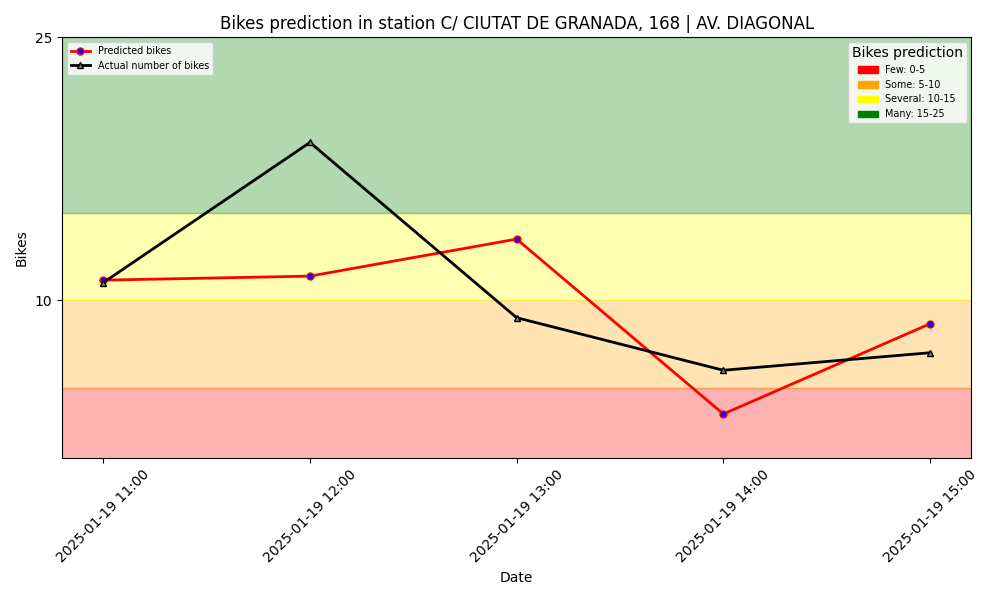 Bikes prediction in station C/ CIUTAT DE GRANADA, 168 | AV. DIAGONAL
25
10
Bikes
Predicted bikes
Actual number of bikes
Bikes prediction
Few: 0-5
Some: 5-10
Several: 10-15
Many: 15-25
2025-01-19 11:00
2025-01-19 12:00
2025-01-19 13:00
2025-01-19 14:00
2025-01-19 15:00
Date